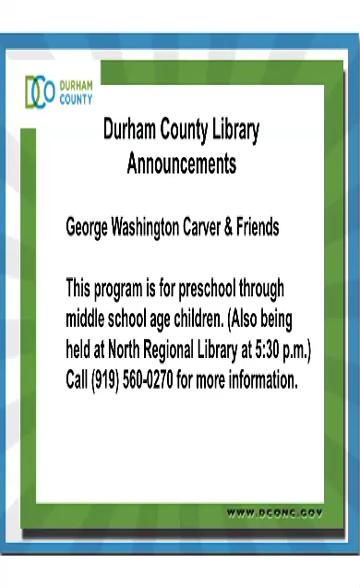 DCO DURHAM
COUNTY
Durham County Library
Announcements
George Washington Carver & Friends
This program is for preschool through
middle school age children. (Also being
held at North Regional Library at 5:30 p.m.)
Call (919) 560-0270 for more information.
WWW.DCONC.GOV